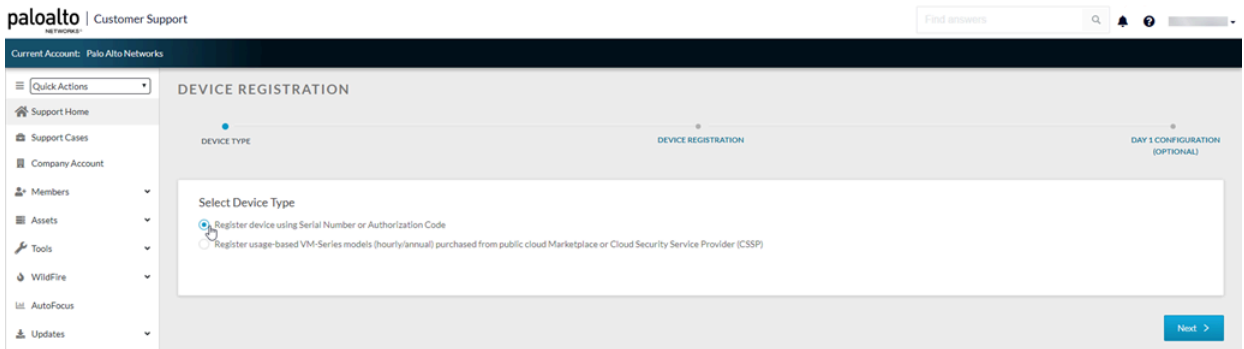 paloalto NETWORKS | Customer Support
Find answers
Current Account: Palo Alto Networks
Quick Actions
Support Home
Support Cases
Company Account
Members
Assets
Tools
WildFire
AutoFocus
Updates
DEVICE REGISTRATION
DEVICE TYPE
DEVICE REGISTRATION
DAY 1 CONFIGURATION
(OPTIONAL)
Select Device Type
Register device using Serial Number or Authorization Code
Register usage-based VM-Series models (hourly/annual) purchased from public cloud Marketplace or Cloud Security Service Provider (CSSP)
Next >